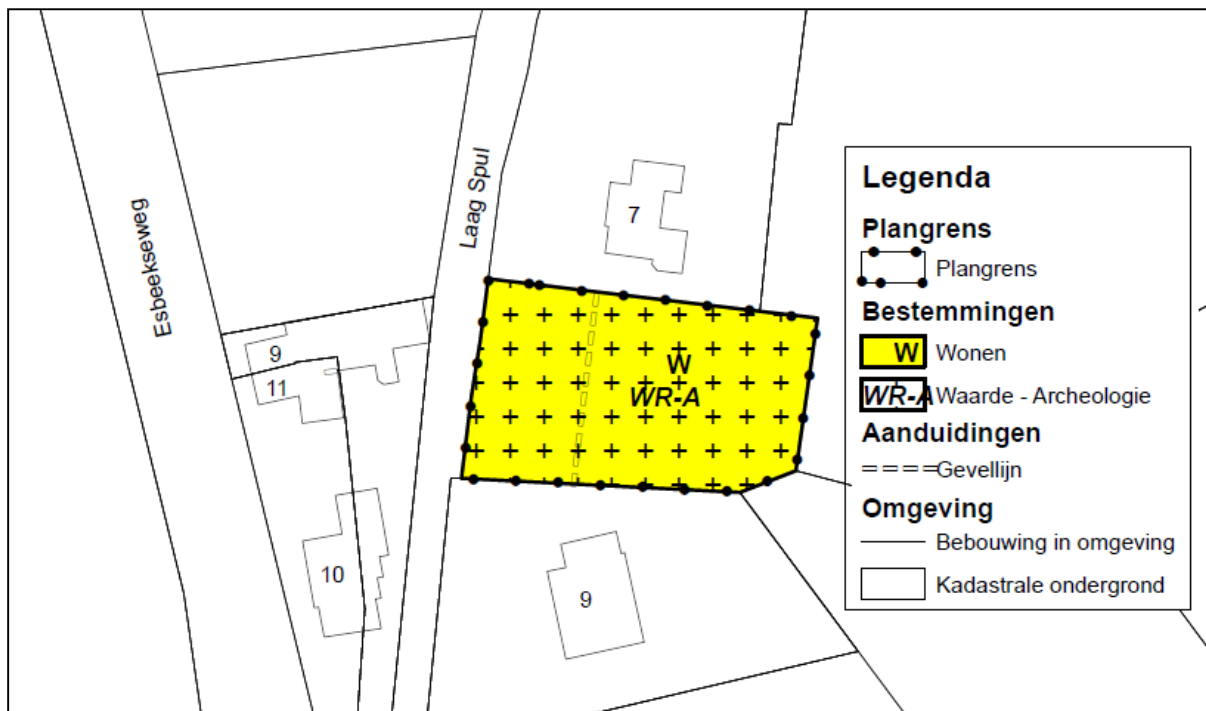 Esbeekseweg
Laag Spul
7
9
11
10
9
W
WR-A
Legenda
Plangrens
Plangrens
Bestemmingen
W Wonen
WR-A Waarde - Archeologie
Aanduidingen
Gevellijn
Omgeving
Bebouwing in omgeving
Kadastrale ondergrond